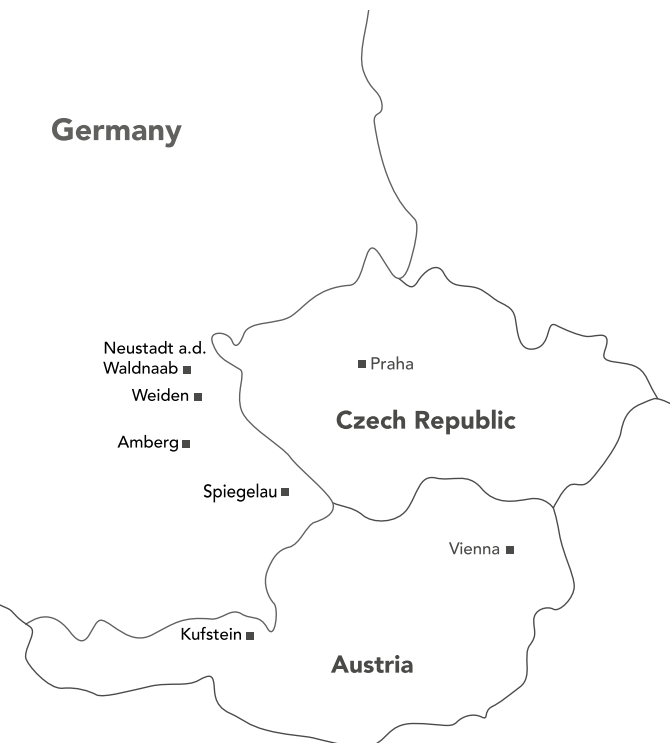 Germany
Neustadt a.d.
Waldnaab
Praha
Weiden
Czech Republic
Amberg
Spiegelau
Vienna
Kufstein
Austria